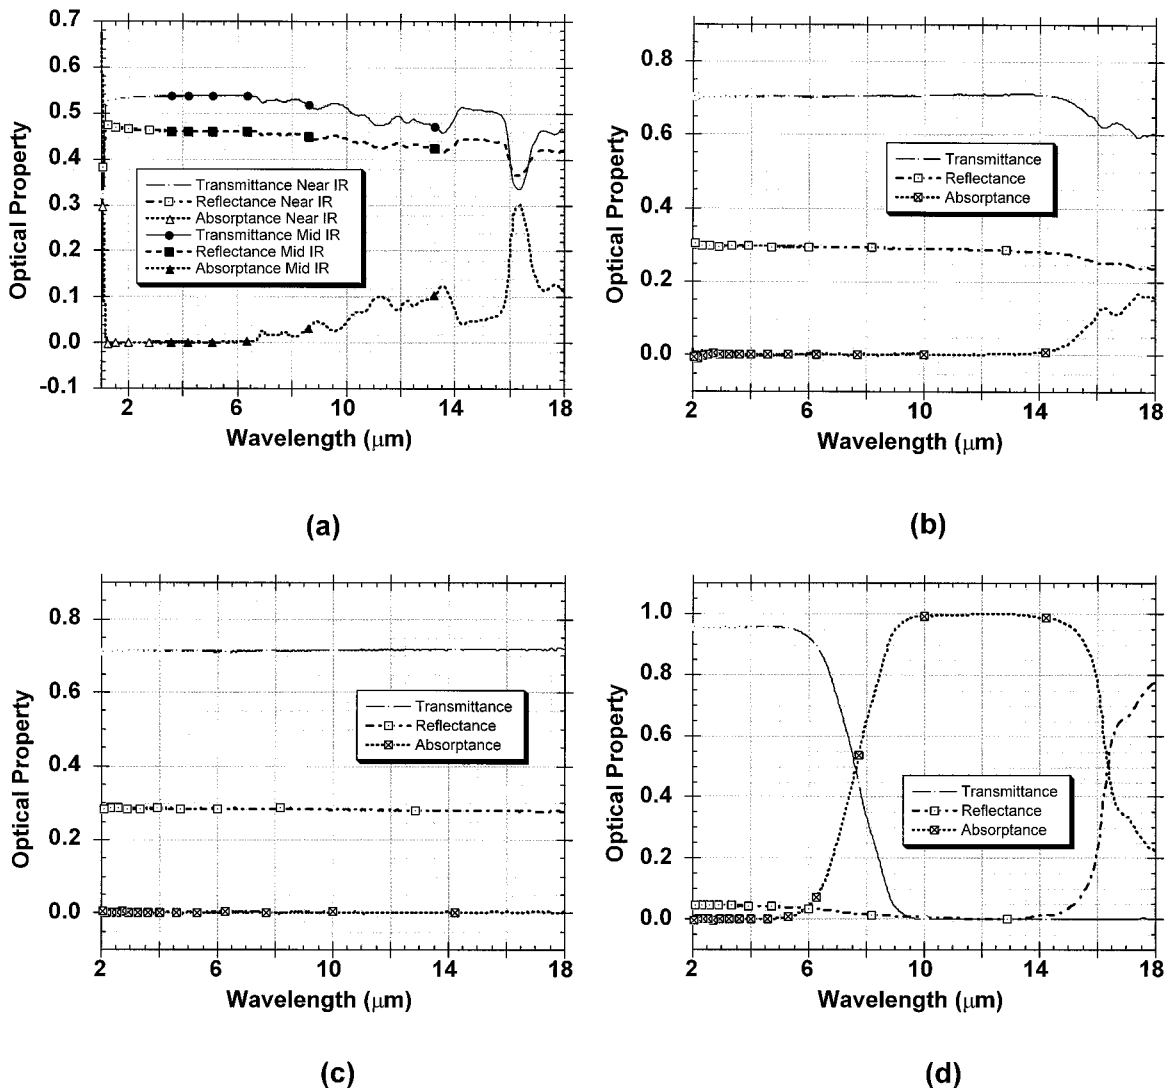 0.7
0.6
0.5
0.4
0.3
0.2
0.1
0.0
-0.1
Optical Property
Transmittance Near IR
Reflectance Near IR
Absorptance Near IR
Transmittance Mid IR
Reflectance Mid IR
Absorptance Mid IR
2 6 10 14 18
Wavelength (μm)
(a)
0.8
0.6
0.4
0.2
0.0
Optical Property
Transmittance
Reflectance
Absorptance
2 6 10 14 18
Wavelength (μm)
(b)
0.8
0.6
0.4
0.2
0.0
Optical Property
Transmittance
Reflectance
Absorptance
2 6 10 14 18
Wavelength (μm)
(c)
1.0
0.8
0.6
0.4
0.2
0.0
Optical Property
Transmittance
Reflectance
Absorptance
2 6 10 14 18
Wavelength (μm)
(d)